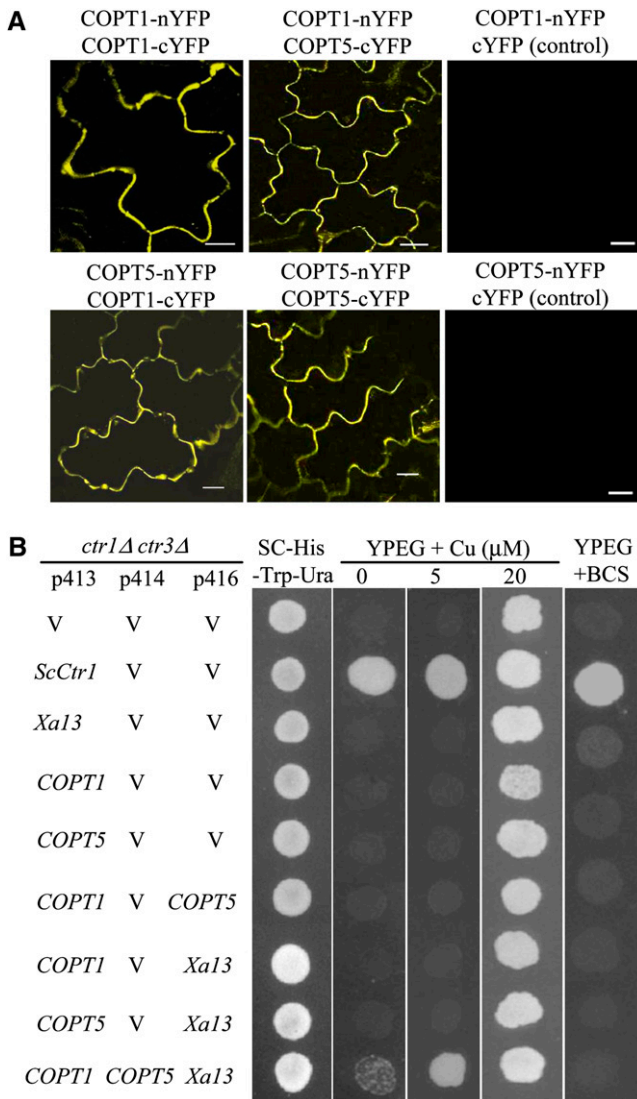 A
COPT1-nYFP COPT1-nYFP COPT1-nYFP
COPT1-cYFP COPT5-cYFP cYFP (control)
COPT5-nYFP COPT5-nYFP COPT5-nYFP
COPT1-cYFP COPT5-cYFP cYFP (control)
B
ctr1Δ ctr3Δ SC-His YPEG + Cu (μM) YPEG
p413 p414 p416 -Trp-Ura 0 5 20 +BCS
V V V
ScCtr1 V V
Xa13 V V
COPT1 V V
COPT5 V V
COPT1 V COPT5
COPT1 V Xa13
COPT5 V Xa13
COPT1 COPT5 Xa13